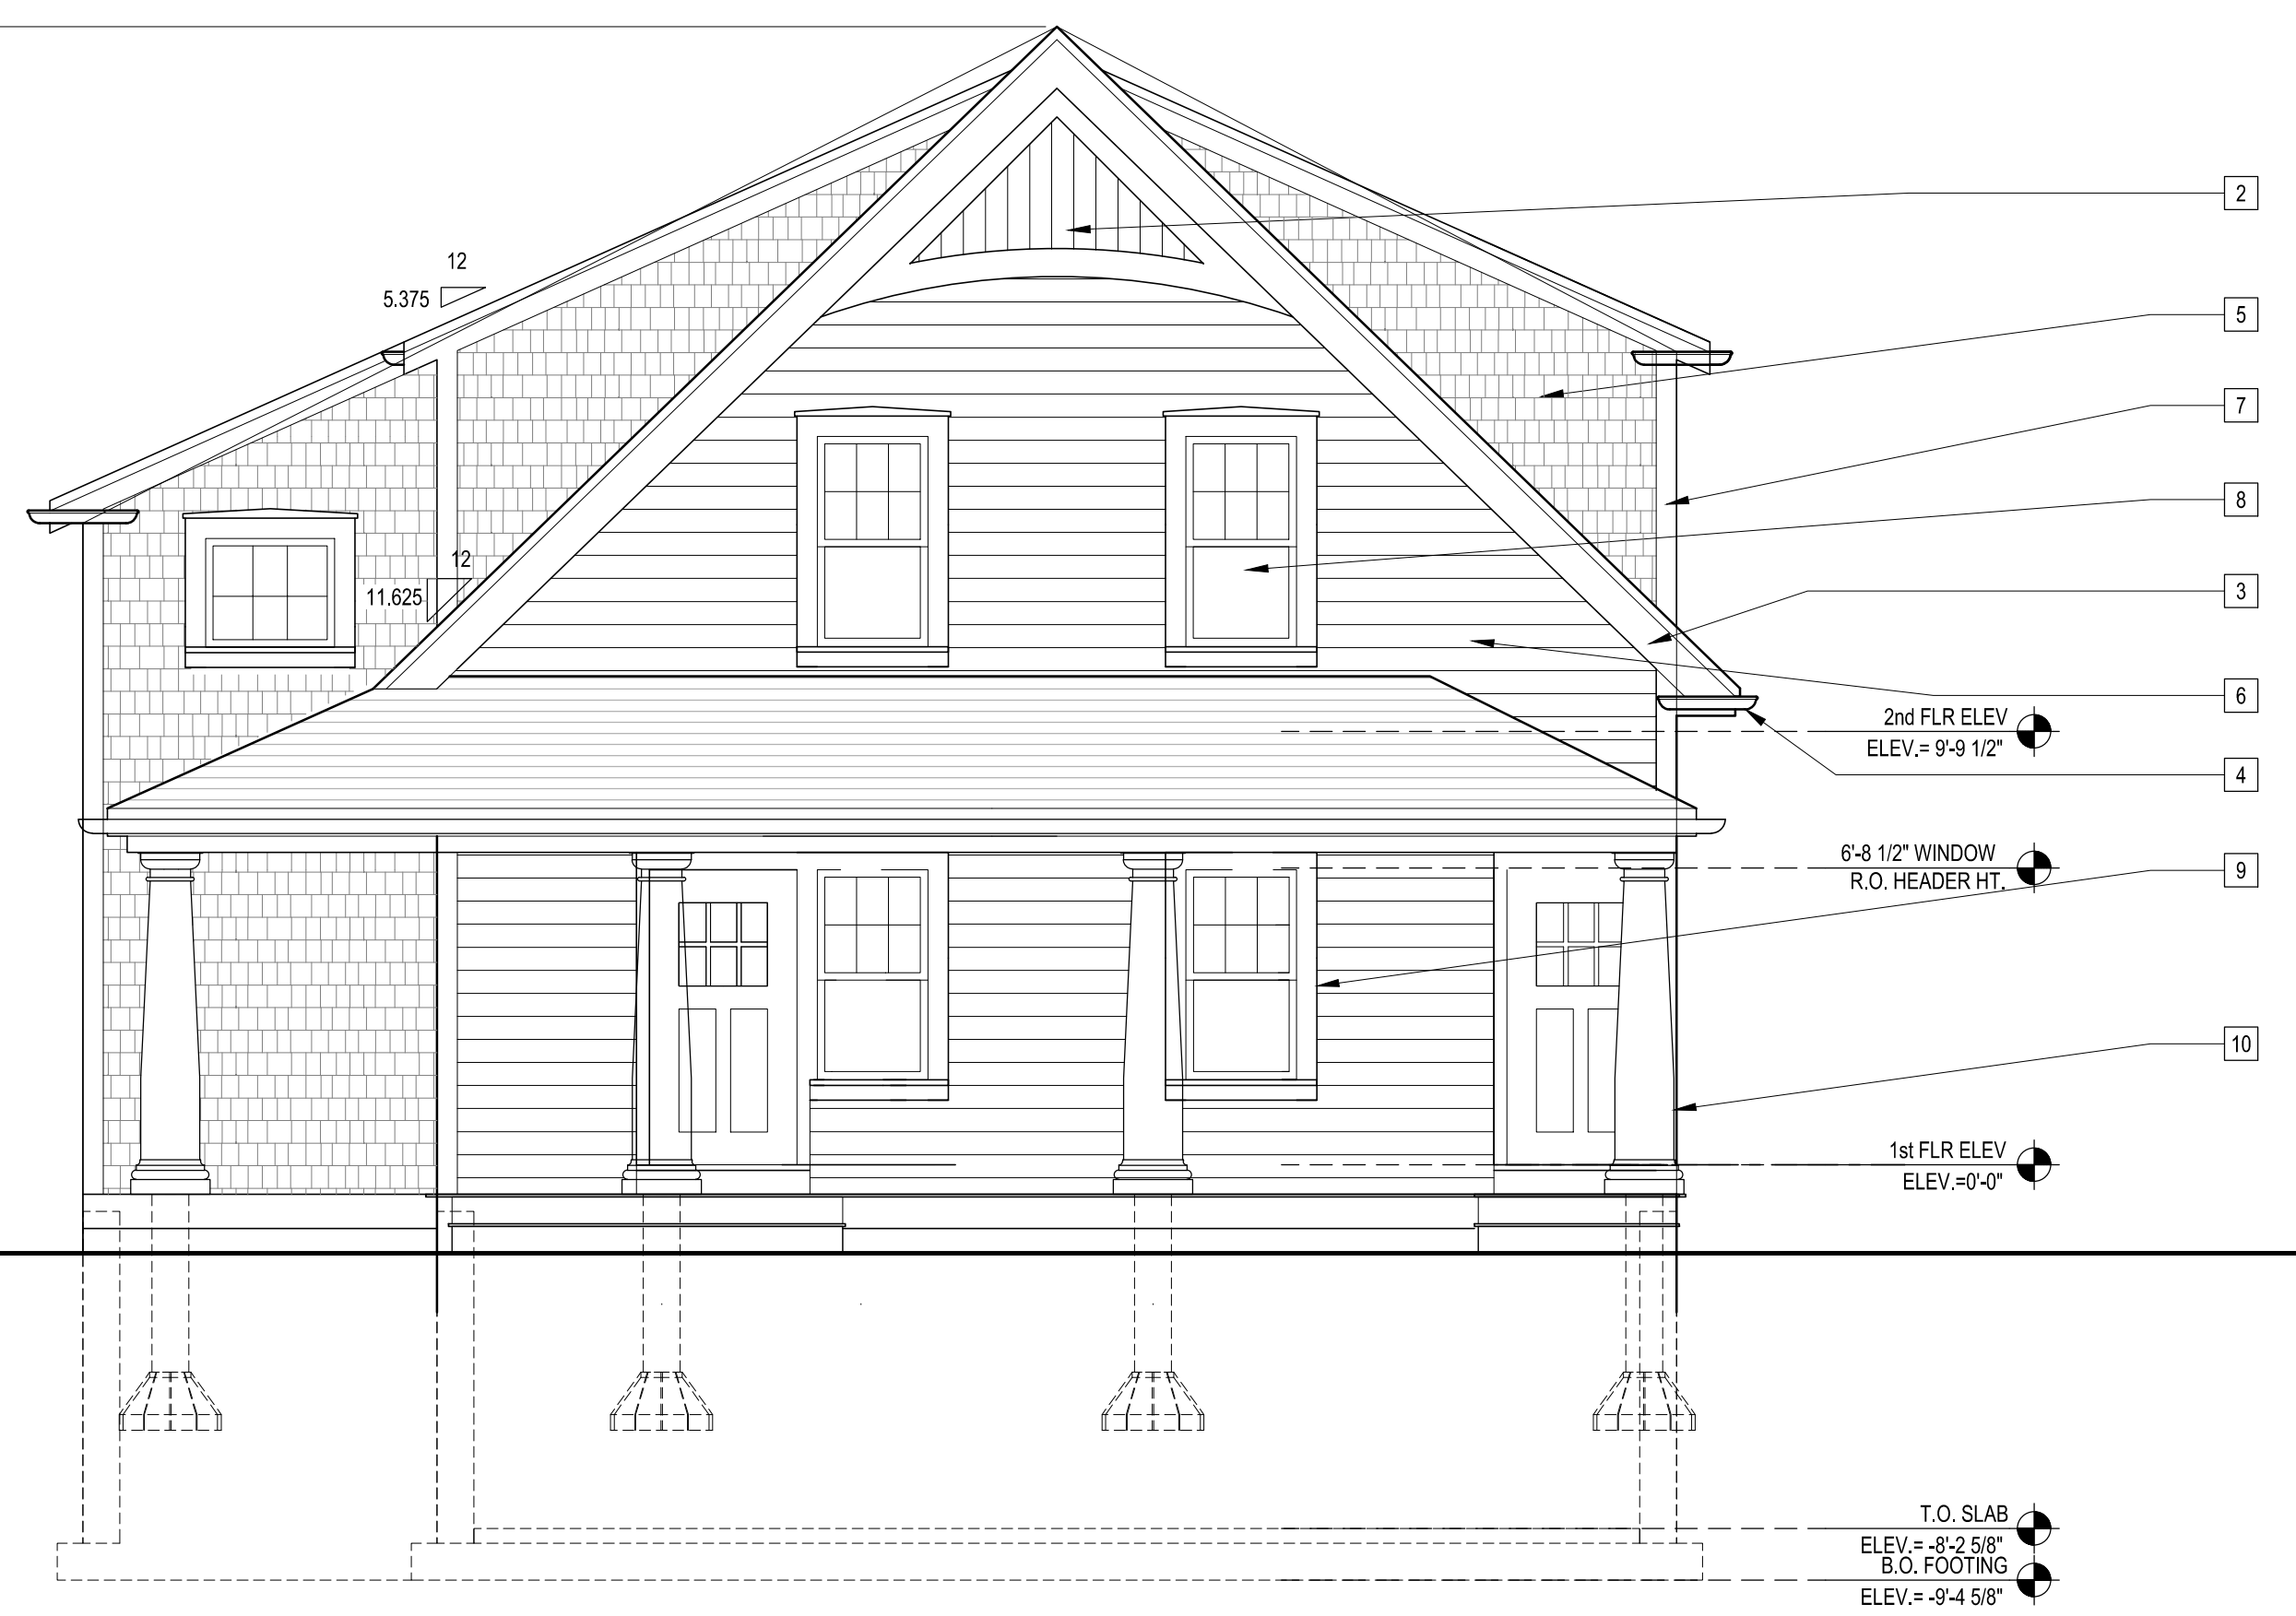 2
12
5.375
5
7
8
12
11.625
3
6
2nd FLR ELEV
ELEV.= 9'-9 1/2"
4
6'-8 1/2" WINDOW
R.O. HEADER HT.
9
10
1st FLR ELEV
ELEV.=0'-0"
T.O. SLAB
ELEV.= -8'-2 5/8"
B.O. FOOTING
ELEV.= -9'-4 5/8"